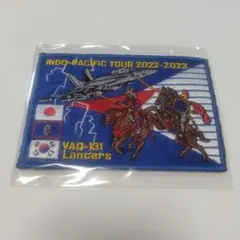 INDO-PACIFIC TOUR 2022-2023
VAQ-131
Lancers